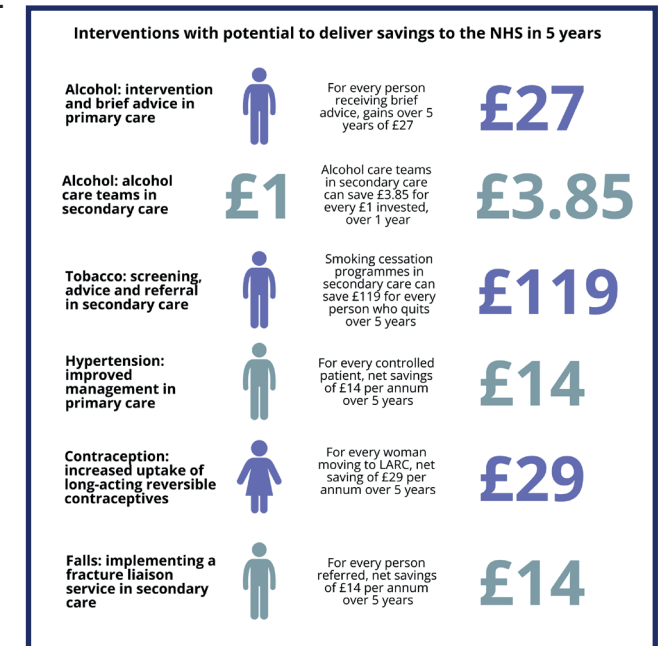 Interventions with potential to deliver savings to the NHS in 5 years
Alcohol: intervention
and brief advice in
primary care
For every person
receiving brief
advice, gains over 5
years of £27
£27
Alcohol: alcohol
care teams in
secondary care
£1
Alcohol care teams
in secondary care
can save £3.85 for
every £1 invested,
over 1 year
£3.85
Tobacco: screening,
advice and referral
in secondary care
Smoking cessation
programmes in
secondary care can
save £119 for every
person who quits
over 5 years
£119
Hypertension:
improved
management in
primary care
For every controlled
patient, net savings
of £14 per annum
over 5 years
£14
Contraception:
increased uptake of
long-acting reversible
contraceptives
For every woman
moving to LARC, net
saving of £29 per
annum over 5 years
£29
Falls: implementing a
fracture liaison
service in secondary
care
For every person
referred, net savings
of £14 per annum
over 5 years
£14